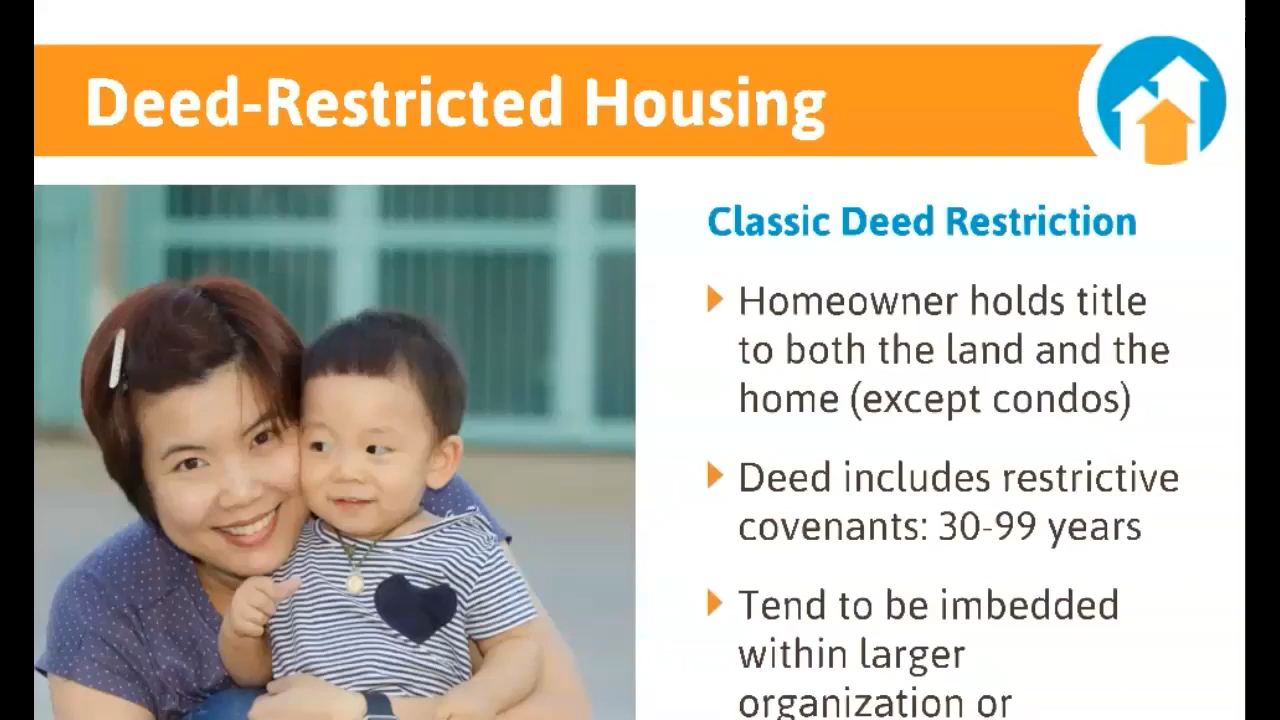 Deed-Restricted Housing
Classic Deed Restriction
Homeowner holds title
to both the land and the
home (except condos)
Deed includes restrictive
covenants: 30-99 years
Tend to be imbedded
within larger
organization or